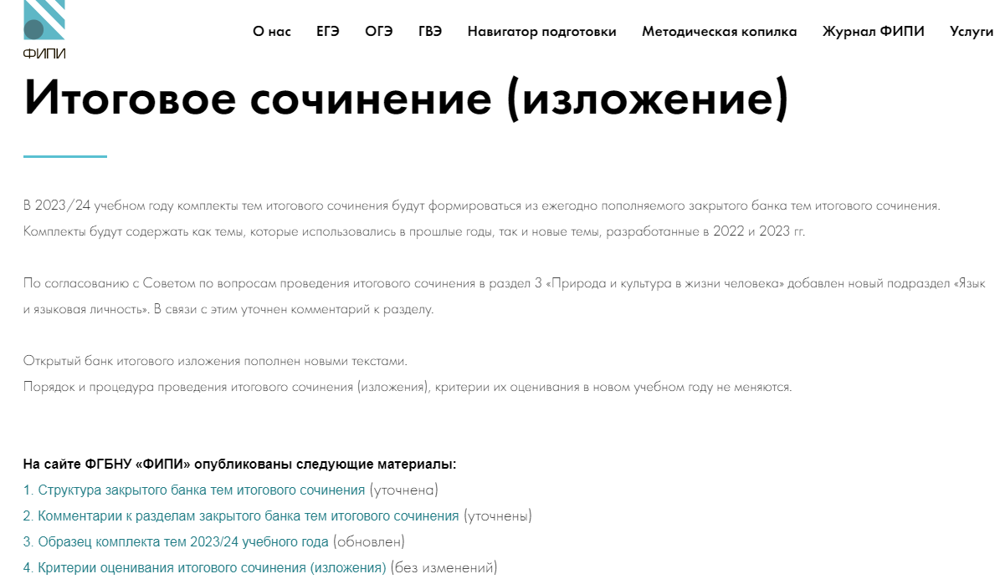 О нас ЕГЭ ОГЭ ГВЭ Навигатор подготовки Методическая копилка Журнал ФИПИ Услуги
ФИПИ
Итоговое сочинение (изложение)
В 2023/24 учебном году комплекты тем итогового сочинения будут формироваться из ежегодно пополняемого закрытого банка тем итогового сочинения.
Комплекты будут содержать как темы, которые использовались в прошлые годы, так и новые темы, разработанные в 2022 и 2023 гг.
По согласованию с Советом по вопросам проведения итогового сочинения в раздел 3 «Природа и культура в жизни человека» добавлен новый подраздел «Язык
и языковая личность». В связи с этим уточнен комментарий к разделу.
Открытый банк итогового изложения пополнен новыми текстами.
Порядок и процедура проведения итогового сочинения (изложения), критерии их оценивания в новом учебном году не меняются.
На сайте ФГБНУ «ФИПИ» опубликованы следующие материалы:
1. Структура закрытого банка тем итогового сочинения (уточнена)
2. Комментарии к разделам закрытого банка тем итогового сочинения (уточнены)
3. Образец комплекта тем 2023/24 учебного года (обновлен)
4. Критерии оценивания итогового сочинения (изложения) (без изменений)